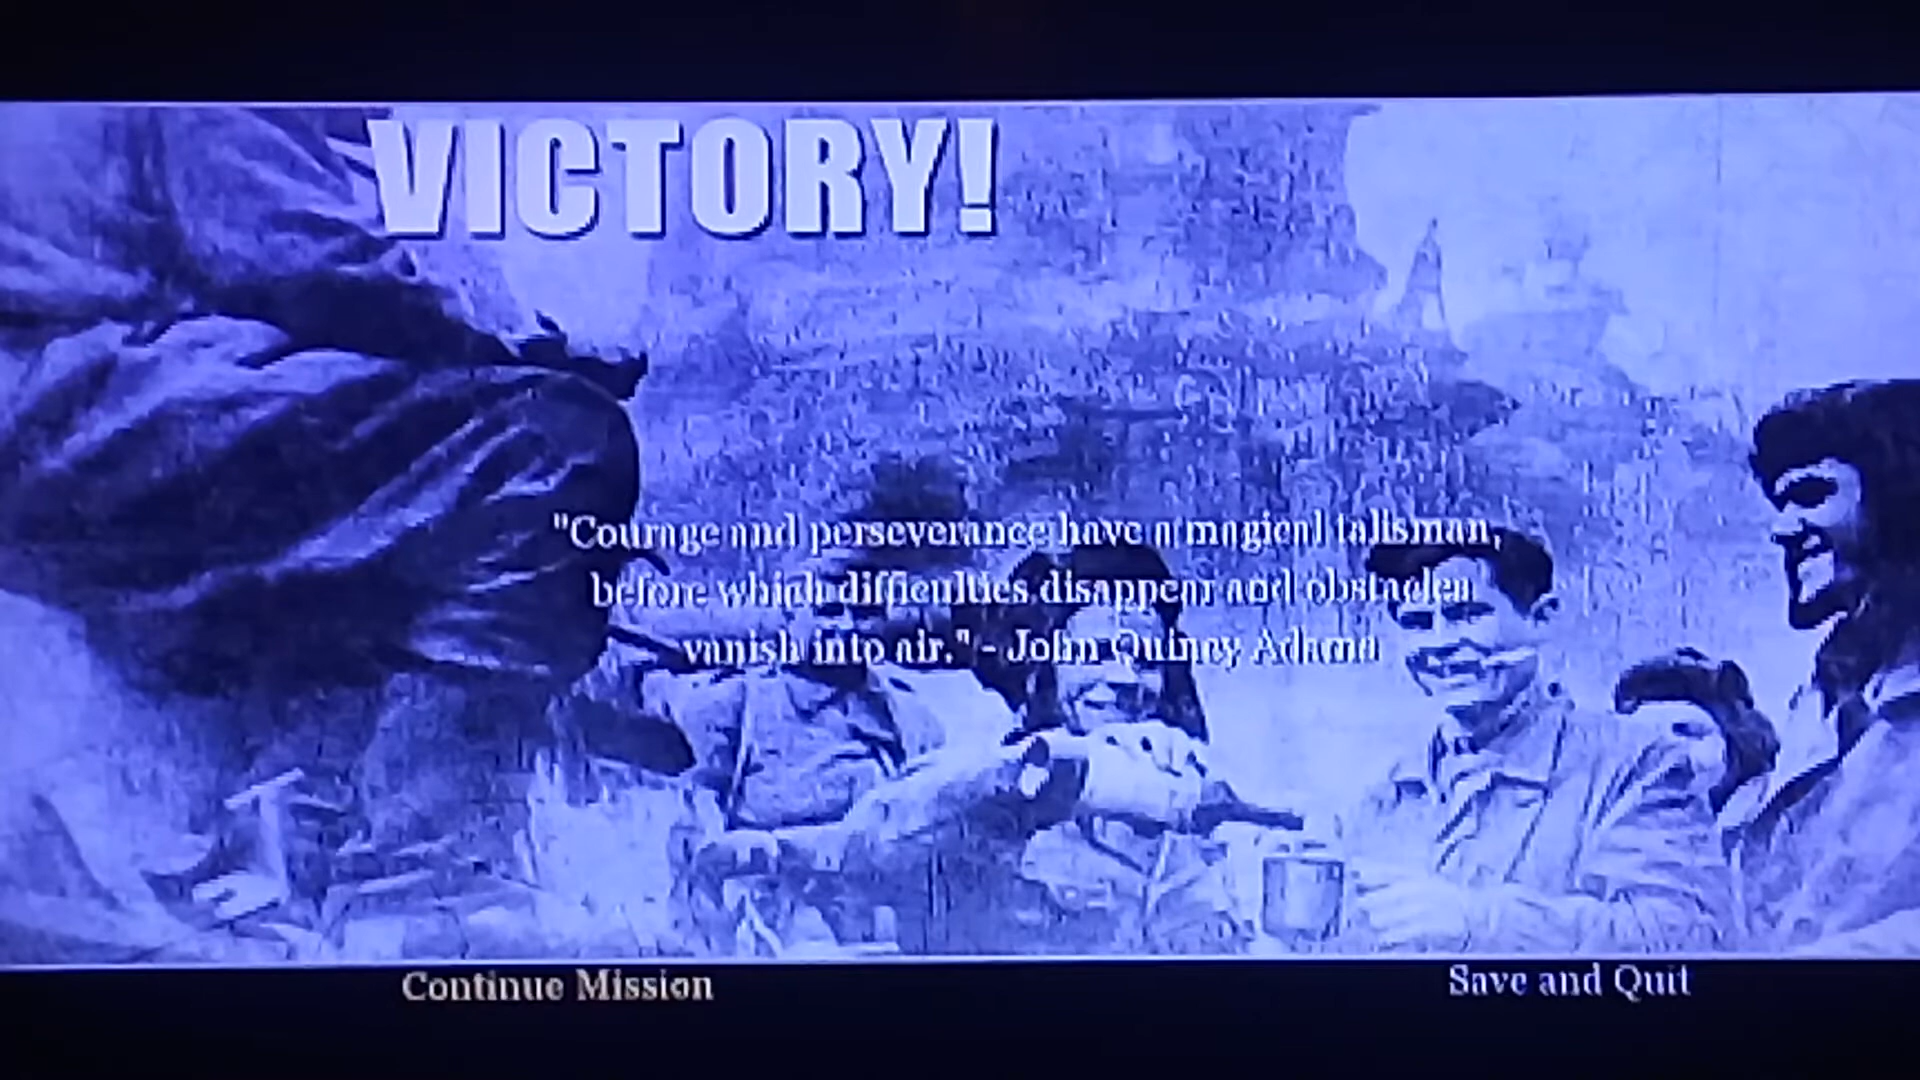 VICTORY!
"Courage and perseverance have a magical talisman,
before which difficulties disappear and obstacles
vanish into air." - John Quincy Adams
Continue Mission
Save and Quit